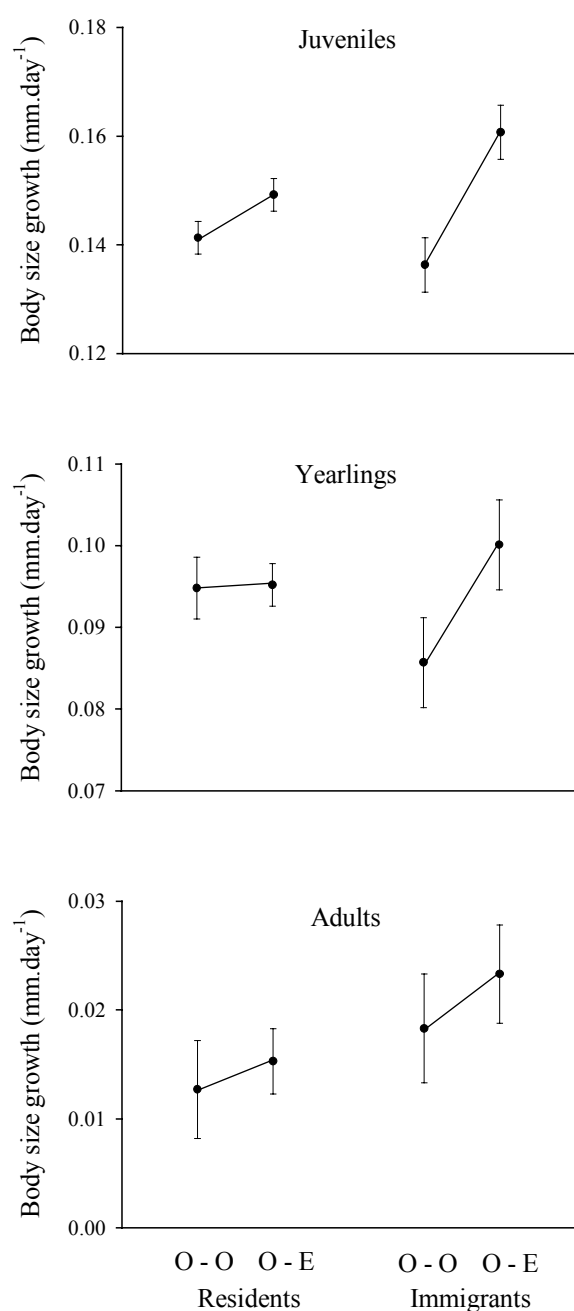 Juveniles
Body size growth (mm.day⁻¹)
0.18
0.16
0.14
0.12
Yearlings
Body size growth (mm.day⁻¹)
0.11
0.10
0.09
0.08
0.07
Adults
Body size growth (mm.day⁻¹)
0.03
0.02
0.01
0.00
O - O O - E O - O O - E
Residents Immigrants